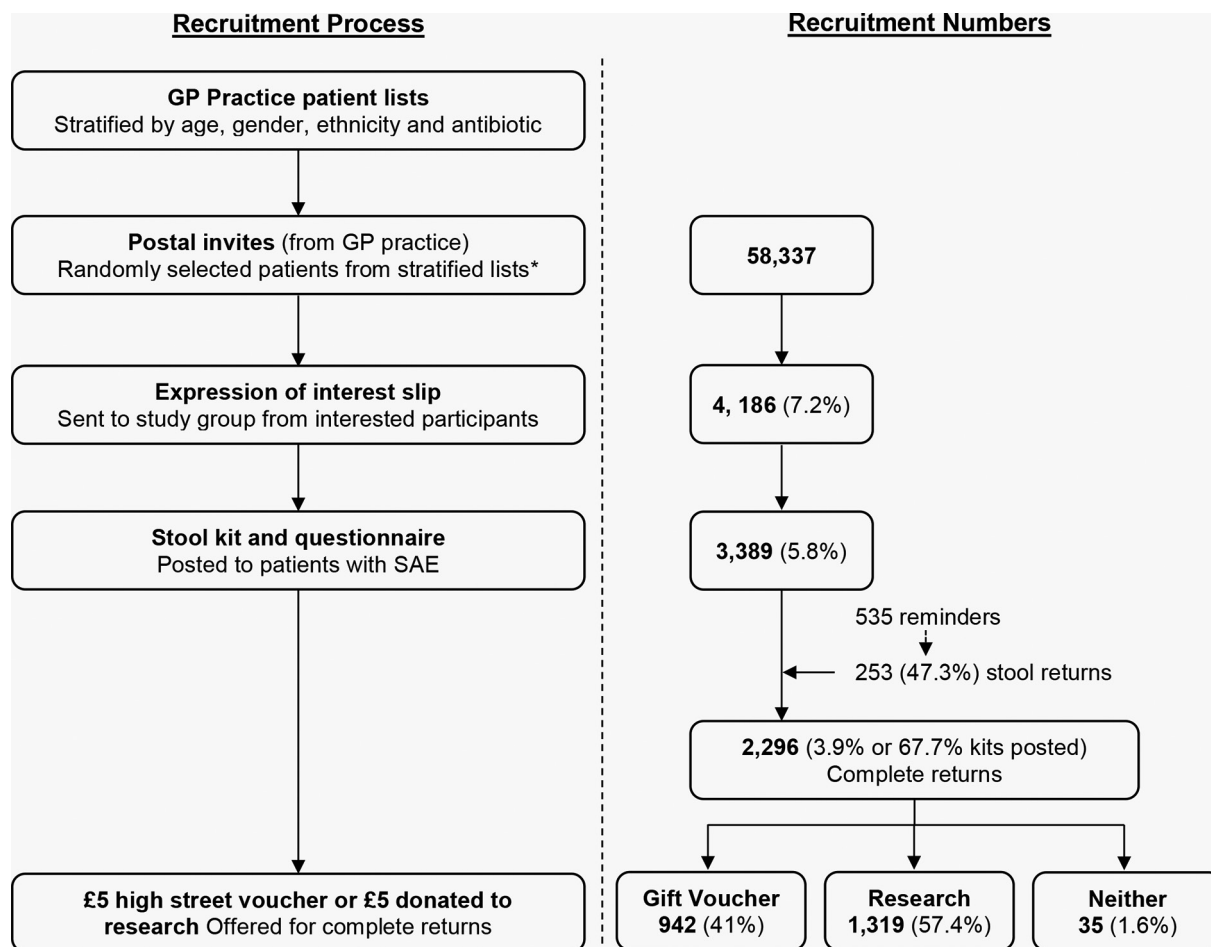 Recruitment Process
GP Practice patient lists
Stratified by age, gender, ethnicity and antibiotic
Postal invites (from GP practice)
Randomly selected patients from stratified lists*
Expression of interest slip
Sent to study group from interested participants
Stool kit and questionnaire
Posted to patients with SAE
£5 high street voucher or £5 donated to
research Offered for complete returns
Recruitment Numbers
58,337
4, 186 (7.2%)
3,389 (5.8%)
535 reminders
253 (47.3%) stool returns
2,296 (3.9% or 67.7% kits posted)
Complete returns
Gift Voucher
942 (41%)
Research
1,319 (57.4%)
Neither
35 (1.6%)